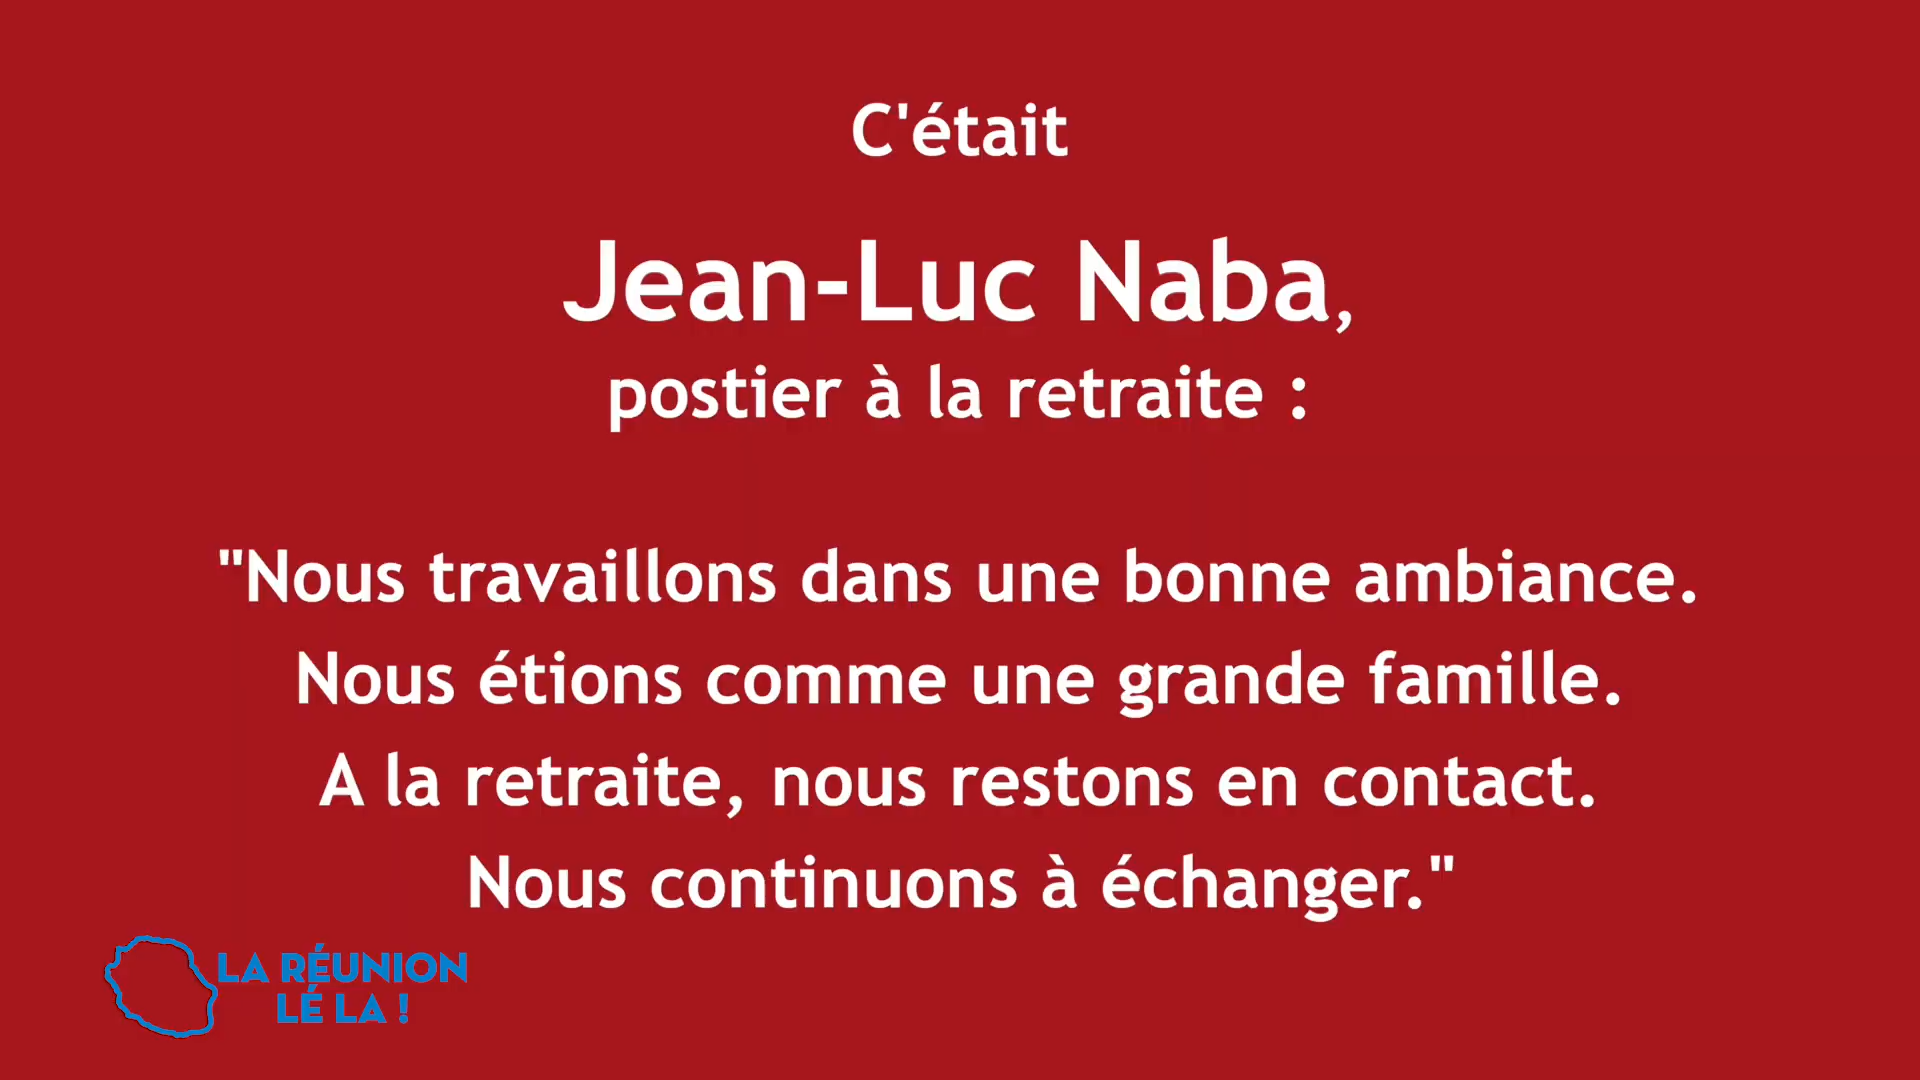 C'était
Jean-Luc Naba,
postier à la retraite :
"Nous travaillons dans une bonne ambiance.
Nous étions comme une grande famille.
A la retraite, nous restons en contact.
Nous continuons à échanger."
LA RÉUNION
LÉ LA !